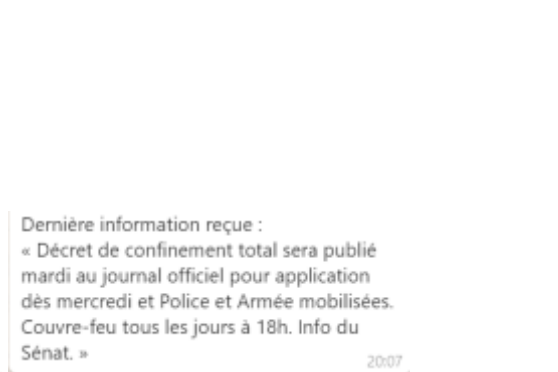 Dernière information reçue :
« Décret de confinement total sera publié
mardi au journal officiel pour application
dès mercredi et Police et Armée mobilisées.
Couvre-feu tous les jours à 18h. Info du
Sénat. »
20:07